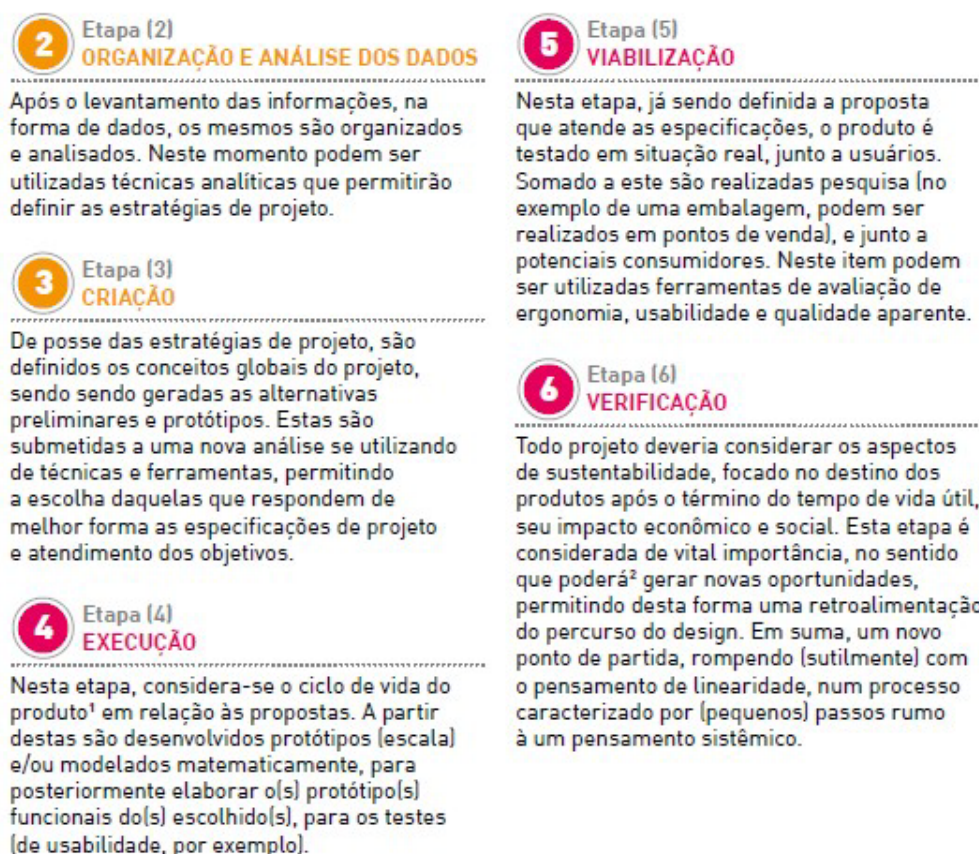 2
Etapa (2)
ORGANIZAÇÃO E ANÁLISE DOS DADOS
Após o levantamento das informações, na
forma de dados, os mesmos são organizados
e analisados. Neste momento podem ser
utilizadas técnicas analíticas que permitirão
definir as estratégias de projeto.
3
Etapa (3)
CRIAÇÃO
De posse das estratégias de projeto, são
definidos os conceitos globais do projeto,
sendo sendo geradas as alternativas
preliminares e protótipos. Estas são
submetidas a uma nova análise se utilizando
de técnicas e ferramentas, permitindo
a escolha daquelas que respondem de
melhor forma as especificações de projeto
e atendimento dos objetivos.
4
Etapa (4)
EXECUÇÃO
Nesta etapa, considera-se o ciclo de vida do
produto¹ em relação às propostas. A partir
destas são desenvolvidos protótipos (escala)
e/ou modelados matematicamente, para
posteriormente elaborar o(s) protótipo(s)
funcionais do(s) escolhido(s), para os testes
(de usabilidade, por exemplo).
5
Etapa (5)
VIABILIZAÇÃO
Nesta etapa, já sendo definida a proposta
que atende as especificações, o produto é
testado em situação real, junto a usuários.
Somado a este são realizadas pesquisa (no
exemplo de uma embalagem, podem ser
realizados em pontos de venda), e junto a
potenciais consumidores. Neste item podem
ser utilizadas ferramentas de avaliação de
ergonomia, usabilidade e qualidade aparente.
6
Etapa (6)
VERIFICAÇÃO
Todo projeto deveria considerar os aspectos
de sustentabilidade, focado no destino dos
produtos após o término do tempo de vida útil,
seu impacto econômico e social. Esta etapa é
considerada de vital importância, no sentido
que poderá² gerar novas oportunidades,
permitindo desta forma uma retroalimentação
do percurso do design. Em suma, um novo
ponto de partida, rompendo (sutilmente) com
o pensamento de linearidade, num processo
caracterizado por (pequenos) passos rumo
à um pensamento sistêmico.